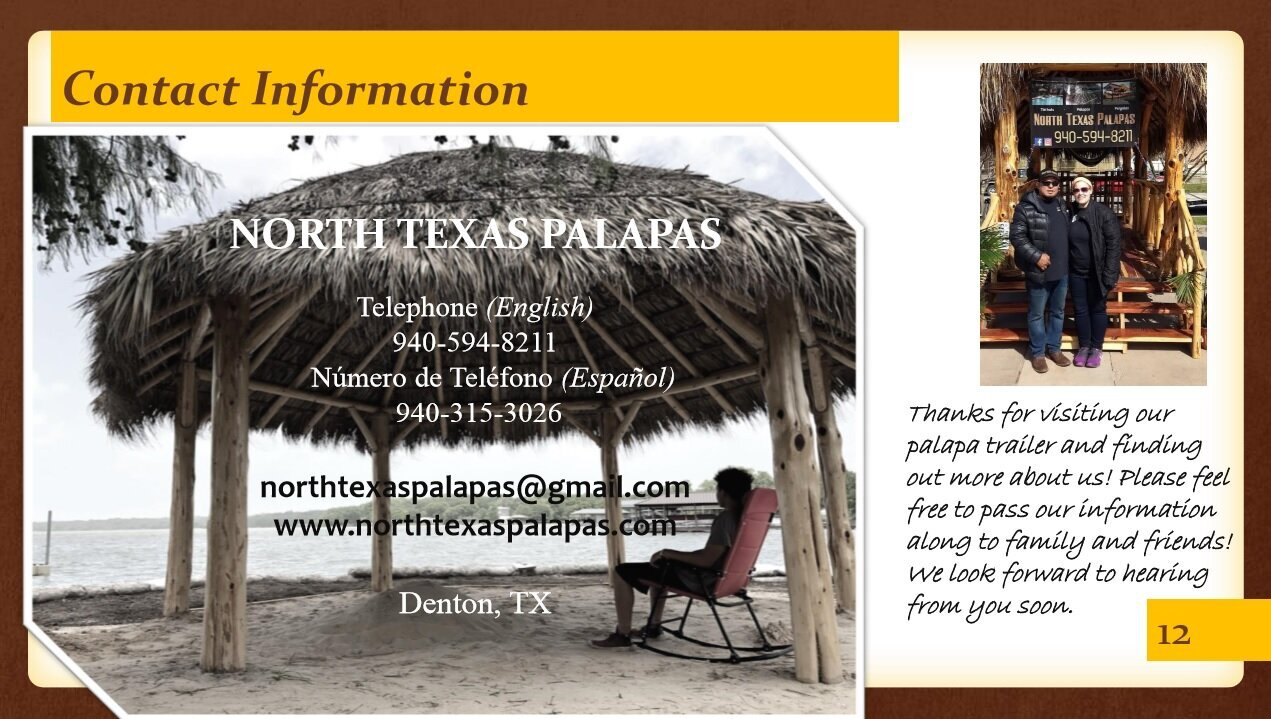 Contact Information
NORTH TEXAS PALAPAS
Telephone (English)
940-594-8211
Número de Teléfono (Español)
940-315-3026
northtexaspalapas@gmail.com
www.northtexaspalapas.com
Denton, TX
Palapas
NORTH TEXAS PALAPAS
940-594-8211
Thanks for visiting our
palapa trailer and finding
out more about us! Please feel
free to pass our information
along to family and friends!
We look forward to hearing
from you soon.
12